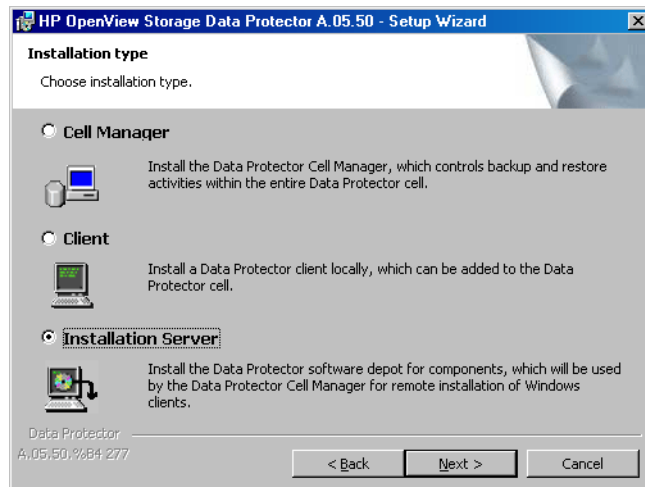 HP OpenView Storage Data Protector A.05.50 - Setup Wizard
Installation type
Choose installation type.
Cell Manager
Install the Data Protector Cell Manager, which controls backup and restore
activities within the entire Data Protector cell.
Client
Install a Data Protector client locally, which can be added to the Data
Protector cell.
Installation Server
Install the Data Protector software depot for components, which will be used
by the Data Protector Cell Manager for remote installation of Windows
clients.
Data Protector
A.05.50.%B4 277
< Back
Next >
Cancel